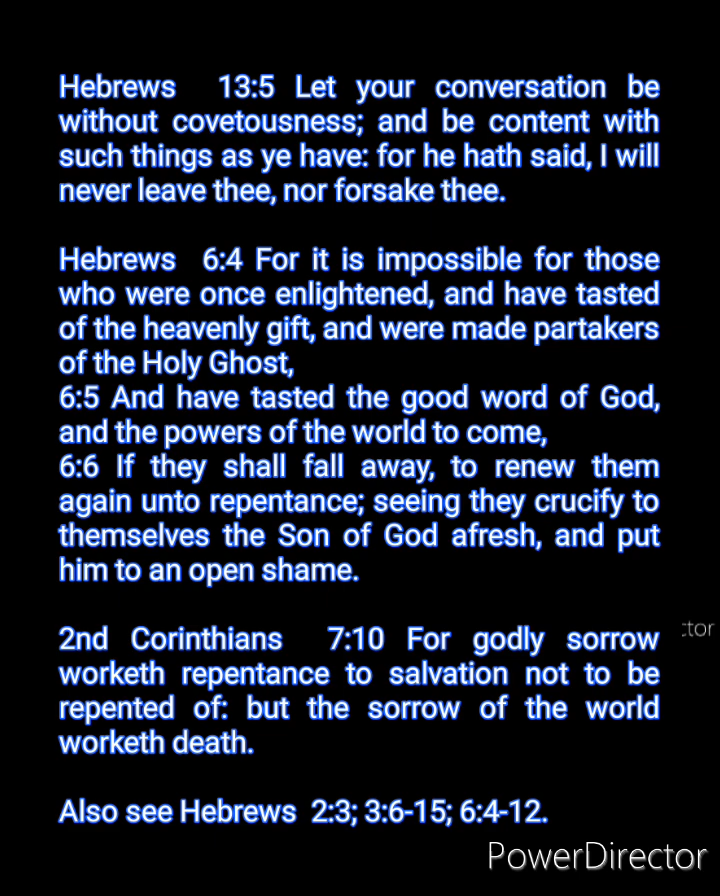 Hebrews 13:5 Let your conversation be
without covetousness; and be content with
such things as ye have: for he hath said, I will
never leave thee, nor forsake thee.
Hebrews 6:4 For it is impossible for those
who were once enlightened, and have tasted
of the heavenly gift, and were made partakers
of the Holy Ghost,
6:5 And have tasted the good word of God,
and the powers of the world to come,
6:6 If they shall fall away, to renew them
again unto repentance; seeing they crucify to
themselves the Son of God afresh, and put
him to an open shame.
2nd Corinthians 7:10 For godly sorrow
worketh repentance to salvation not to be
repented of: but the sorrow of the world
worketh death.
Also see Hebrews 2:3; 3:6-15; 6:4-12.
PowerDirector